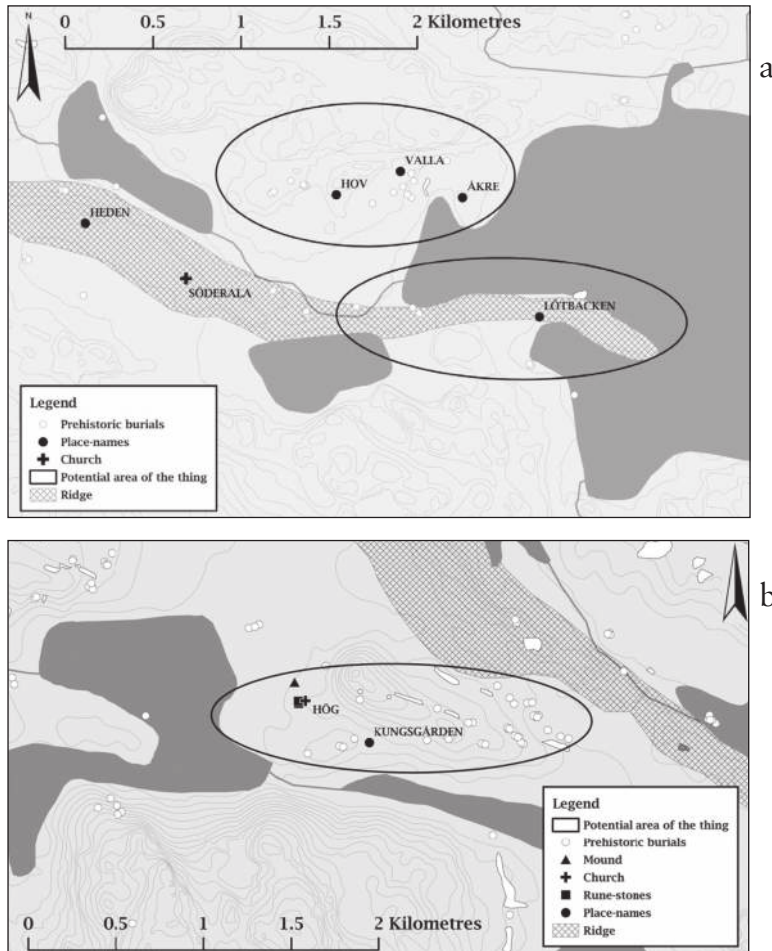 0 0.5 1 1.5 2 Kilometres
N
a
VALLA
HOV
ÅKRE
HEDEN
SÖDERALA
LÖTBACKEN
Legend
Prehistoric burials
Place-names
Church
Potential area of the thing
Ridge
b
HÖG
KUNGSGÅRDEN
Legend
Potential area of the thing
Prehistoric burials
Mound
Church
Rune-stones
Place-names
Ridge
0 0.5 1 1.5 2 Kilometres